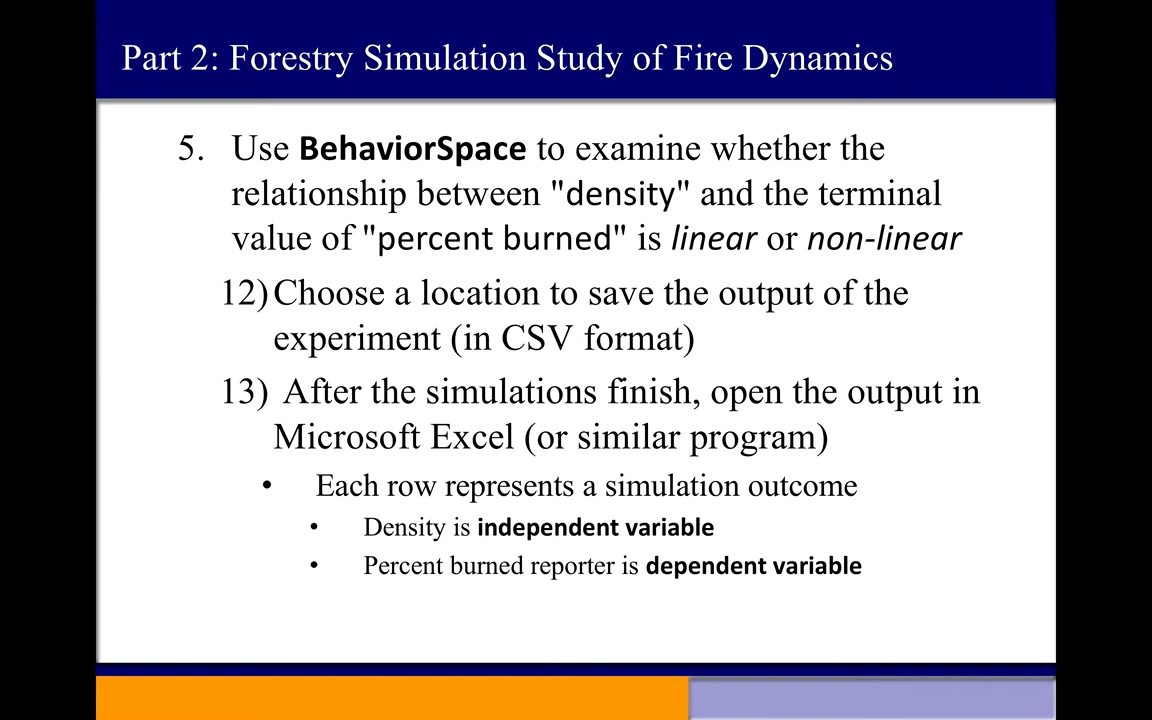 Part 2: Forestry Simulation Study of Fire Dynamics
5. Use BehaviorSpace to examine whether the
relationship between "density" and the terminal
value of "percent burned" is linear or non-linear
12) Choose a location to save the output of the
experiment (in CSV format)
13) After the simulations finish, open the output in
Microsoft Excel (or similar program)
• Each row represents a simulation outcome
• Density is independent variable
• Percent burned reporter is dependent variable